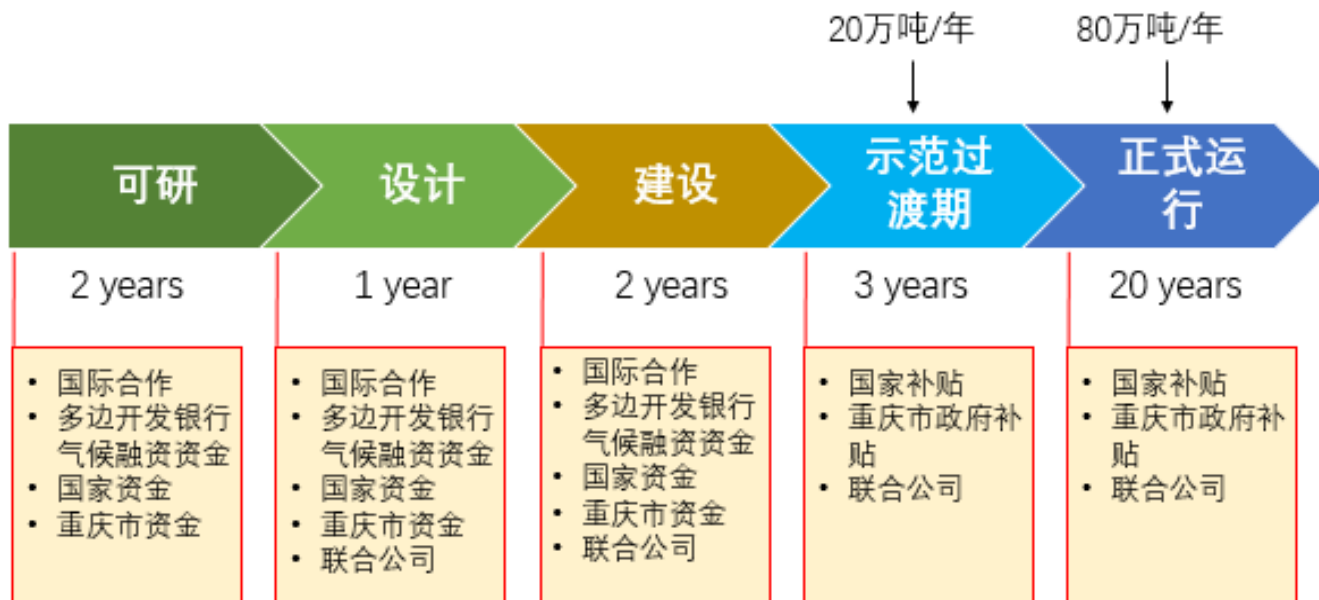 20万吨/年
80万吨/年
可研
设计
建设
示范过
渡期
正式运
行
2 years
1 year
2 years
3 years
20 years
• 国际合作
• 多边开发银行
气候融资资金
• 国家资金
• 重庆市资金
• 国际合作
• 多边开发银行
气候融资资金
• 国家资金
• 重庆市资金
• 联合公司
• 国际合作
• 多边开发银行
气候融资资金
• 国家资金
• 重庆市资金
• 联合公司
• 国家补贴
• 重庆市政府补
贴
• 联合公司
• 国家补贴
• 重庆市政府补
贴
• 联合公司